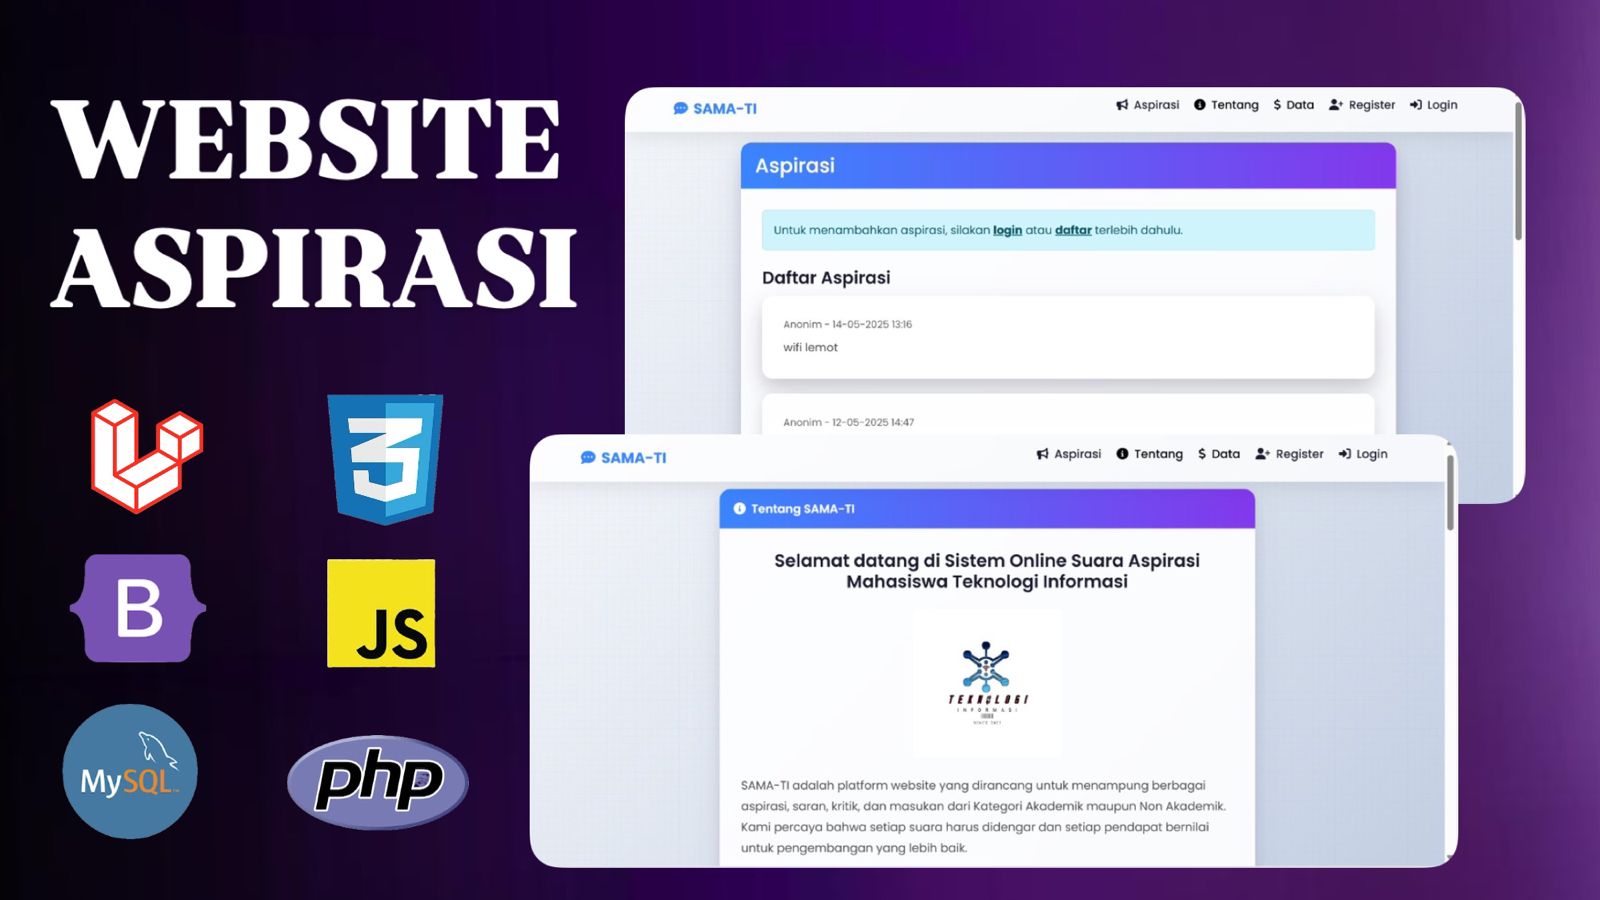 WEBSITE
ASPIRASI
B
JS
MySQL
php
SAMA-TI
Aspirasi Tentang Data Register Login
Aspirasi
Untuk menambahkan aspirasi, silakan login atau daftar terlebih dahulu.
Daftar Aspirasi
Anonim - 14-05-2025 13:16
wifi lemot
Anonim - 12-05-2025 14:47
SAMA-TI
Aspirasi Tentang Data Register Login
Tentang SAMA-TI
Selamat datang di Sistem Online Suara Aspirasi
Mahasiswa Teknologi Informasi
TEKNOLOGI
INFORMASI
SAMA-TI adalah platform website yang dirancang untuk menampung berbagai
aspirasi, saran, kritik, dan masukan dari Kategori Akademik maupun Non Akademik.
Kami percaya bahwa setiap suara harus didengar dan setiap pendapat bernilai
untuk pengembangan yang lebih baik.